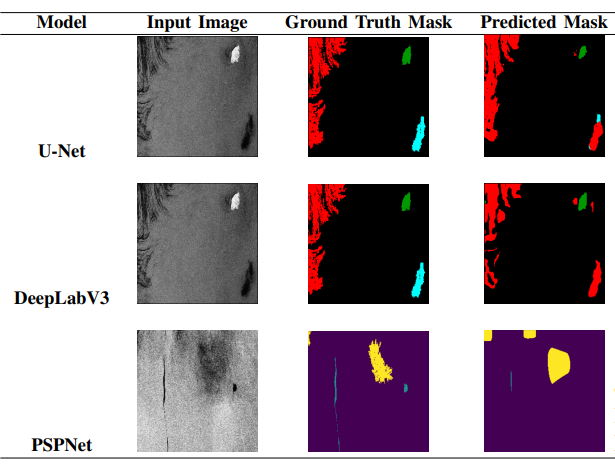 Model Input Image Ground Truth Mask Predicted Mask
U-Net
DeepLabV3
PSPNet